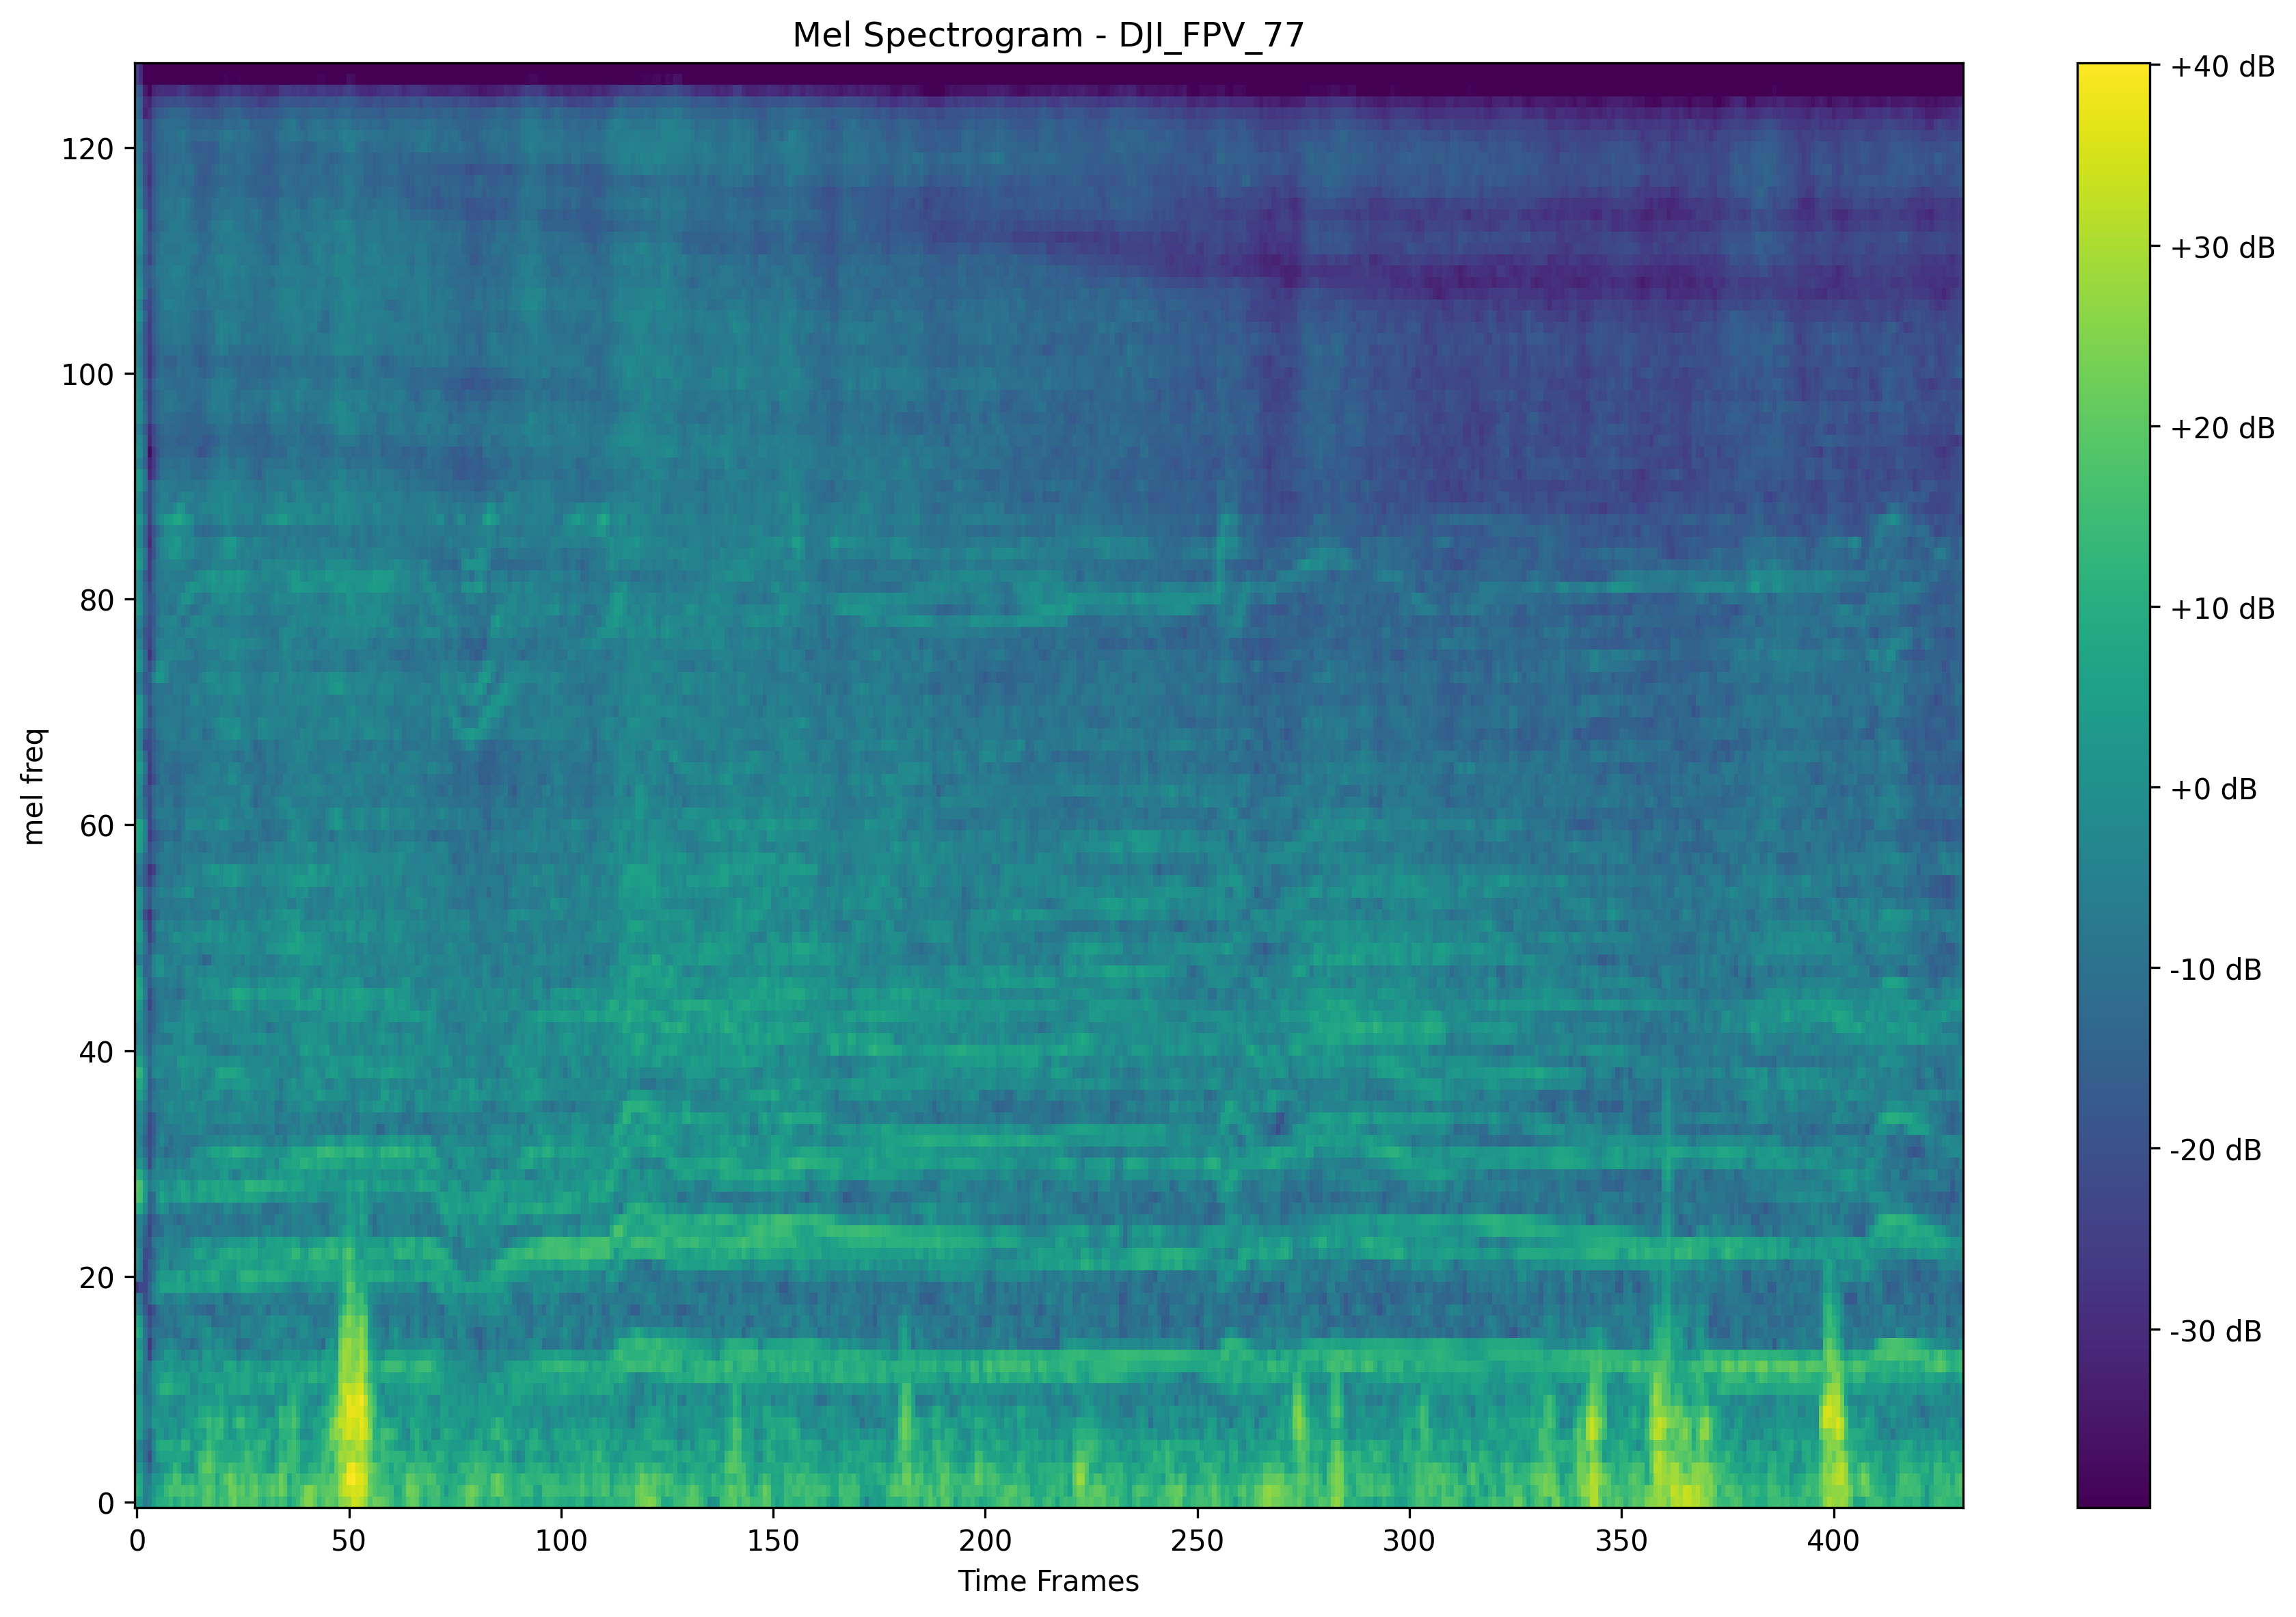 Mel Spectrogram - DJI_FPV_77
mel freq
120
100
80
60
40
20
0
0 50 100 150 200 250 300 350 400
Time Frames
+40 dB
+30 dB
+20 dB
+10 dB
+0 dB
-10 dB
-20 dB
-30 dB